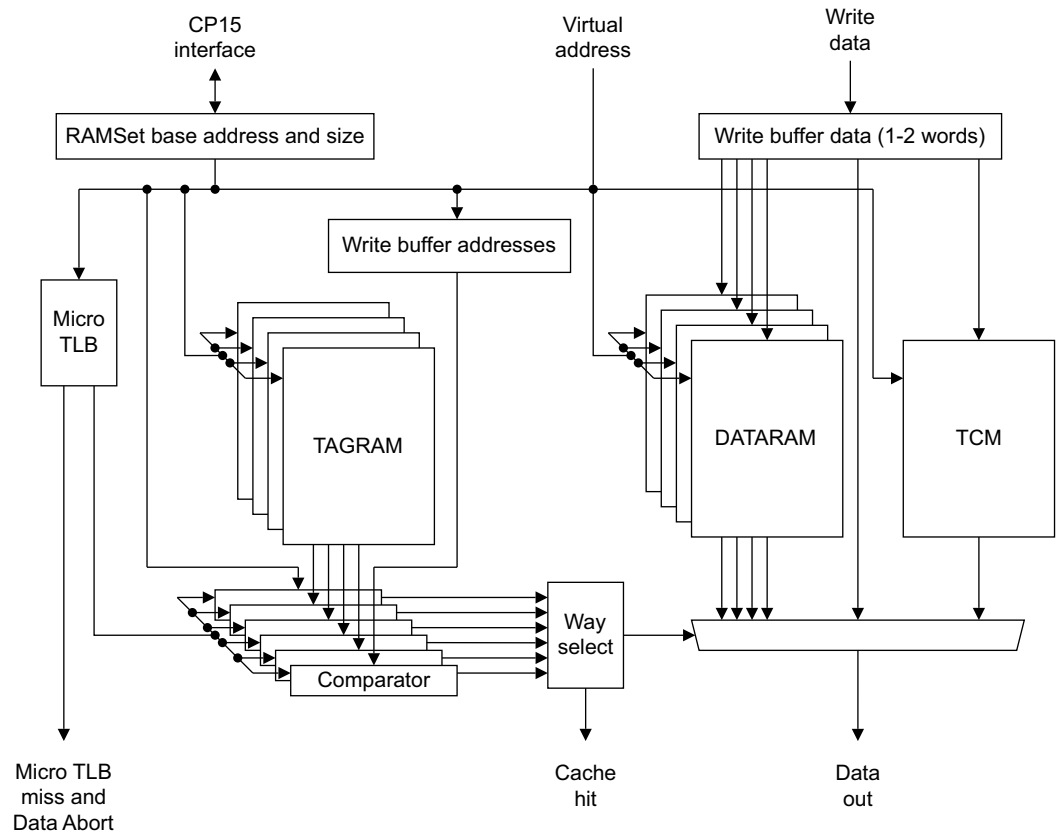 CP15
interface
Virtual
address
Write
data
RAMSet base address and size
Write buffer data (1-2 words)
Write buffer addresses
Micro
TLB
TAGRAM
DATARAM
TCM
Way
select
Comparator
Micro TLB
miss and
Data Abort
Cache
hit
Data
out